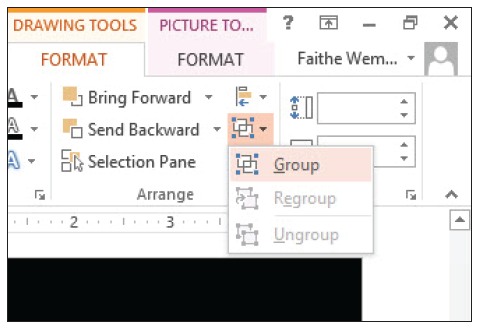 DRAWING TOOLS PICTURE TO... ?
FORMAT FORMAT Faithe Wem...
A Bring Forward
A Send Backward
A Selection Pane
Group
Regroup
Ungroup
Arrange
2 3